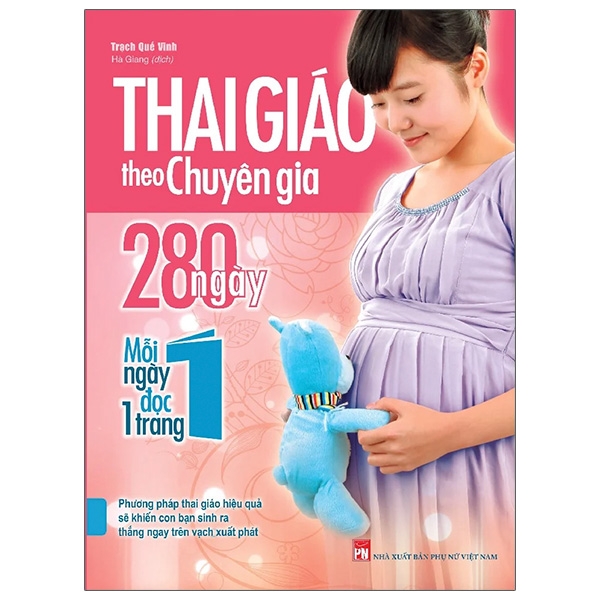 Trạch Quế Vinh
Hà Giang (dịch)
THAI GIÁO
theo Chuyên gia
280 ngày
Mỗi
ngày
đọc
1 trang
1
Phương pháp thai giáo hiệu quả
sẽ khiến con bạn sinh ra
thắng ngay trên vạch xuất phát
PN
NHÀ XUẤT BẢN PHỤ NỮ VIỆT NAM